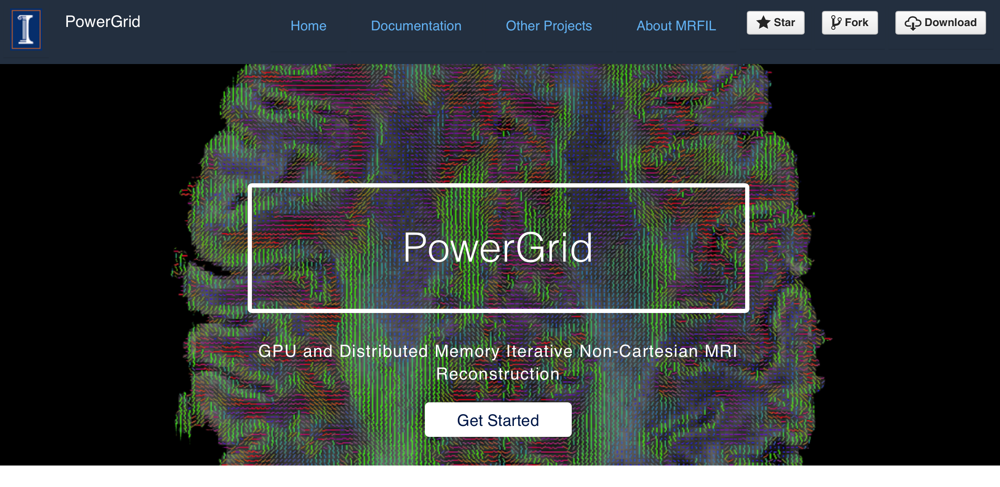 PowerGrid
Home
Documentation
Other Projects
About MRFIL
Star
Fork
Download
PowerGrid
GPU and Distributed Memory Iterative Non-Cartesian MRI
Reconstruction
Get Started